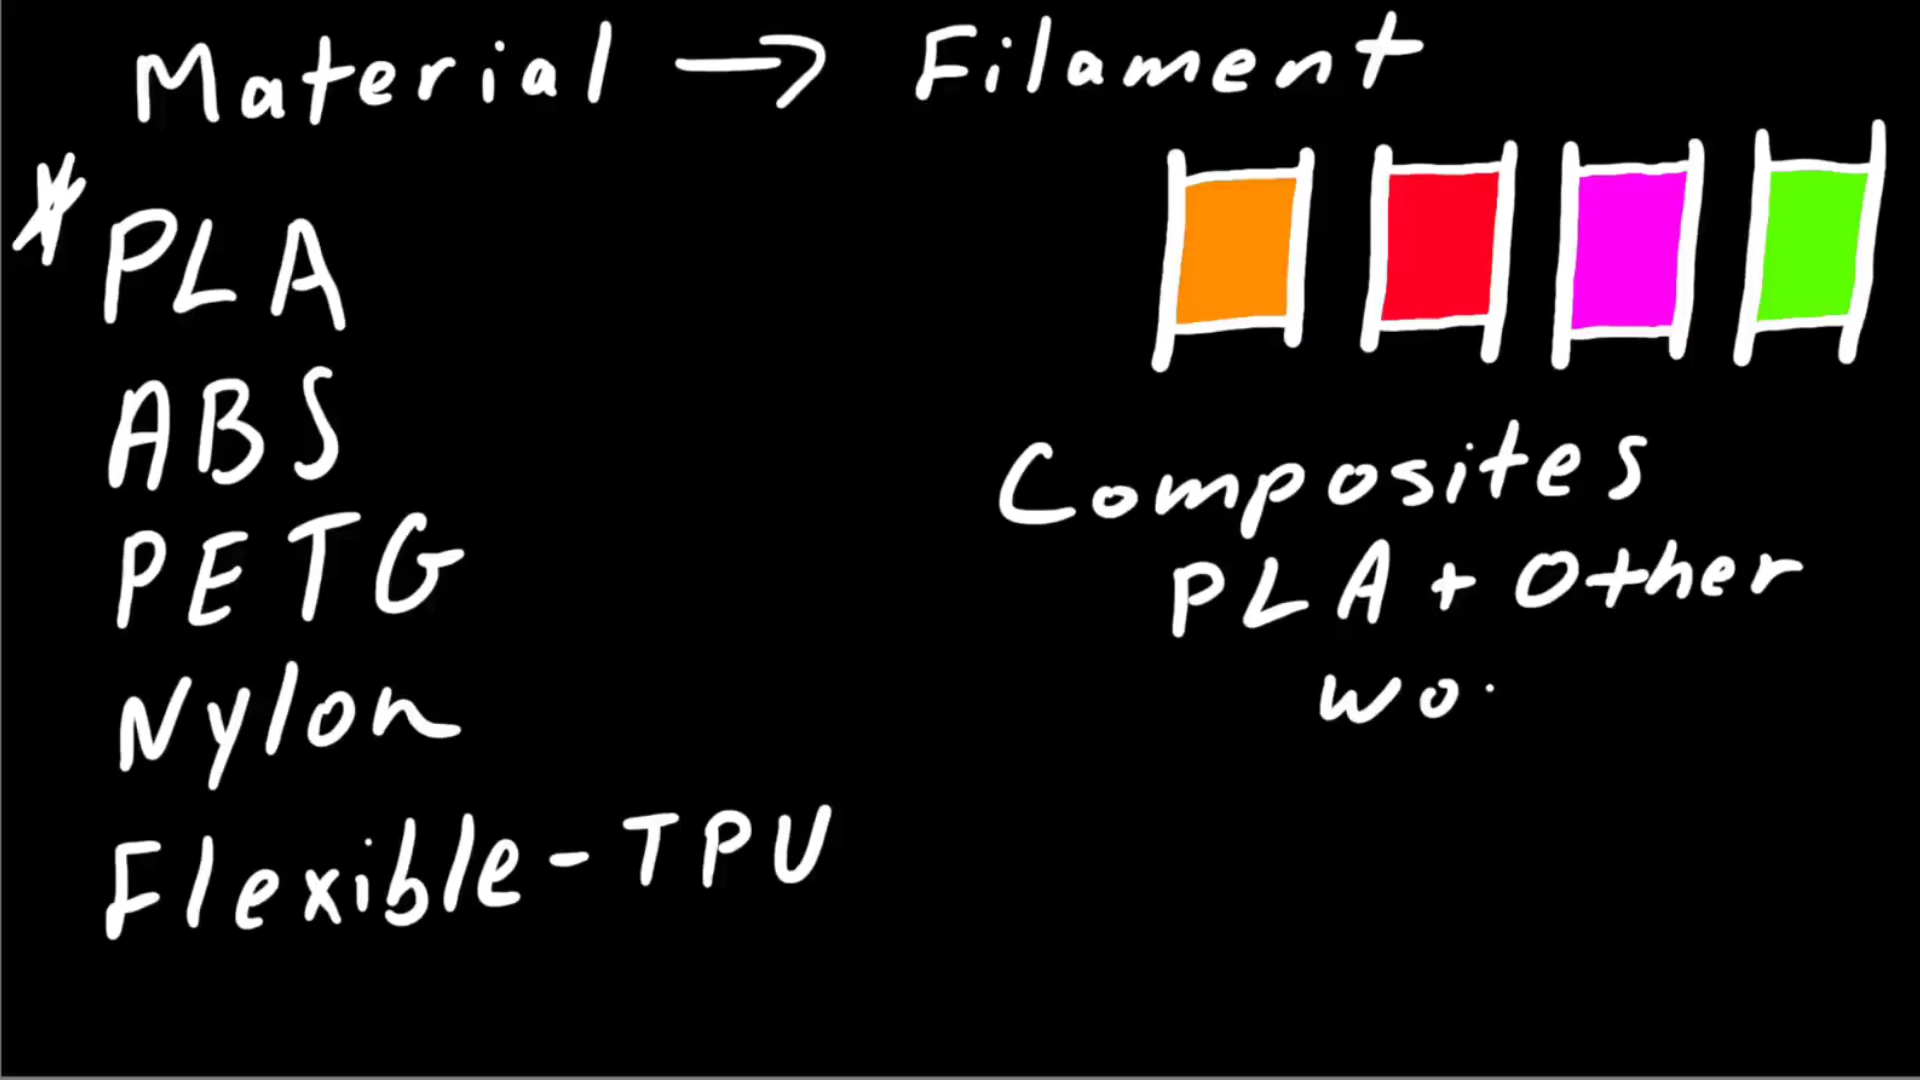 Material → Filament
* PLA
ABS
PETG
Nylon
Flexible - TPU
Composites
PLA + Other
wo